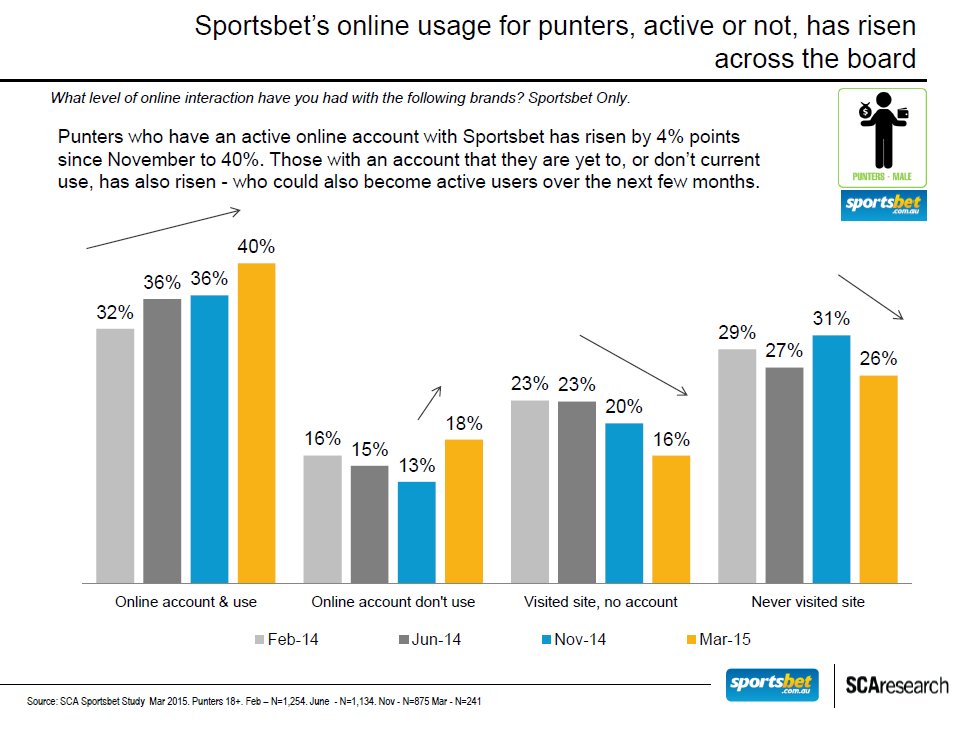 Sportsbet’s online usage for punters, active or not, has risen
across the board
What level of online interaction have you had with the following brands? Sportsbet Only.
Punters who have an active online account with Sportsbet has risen by 4% points
since November to 40%. Those with an account that they are yet to, or don’t current
use, has also risen - who could also become active users over the next few months.
$
PUNTERS - MALE
sportsbet
.com.au
32%
36%
36%
40%
16%
15%
13%
18%
23%
23%
20%
16%
29%
27%
31%
26%
Online account & use
Online account don't use
Visited site, no account
Never visited site
Feb-14
Jun-14
Nov-14
Mar-15
sportsbet
.com.au
SCAresearch
Source: SCA Sportsbet Study Mar 2015. Punters 18+. Feb – N=1,254. June - N=1,134. Nov - N=875 Mar - N=241